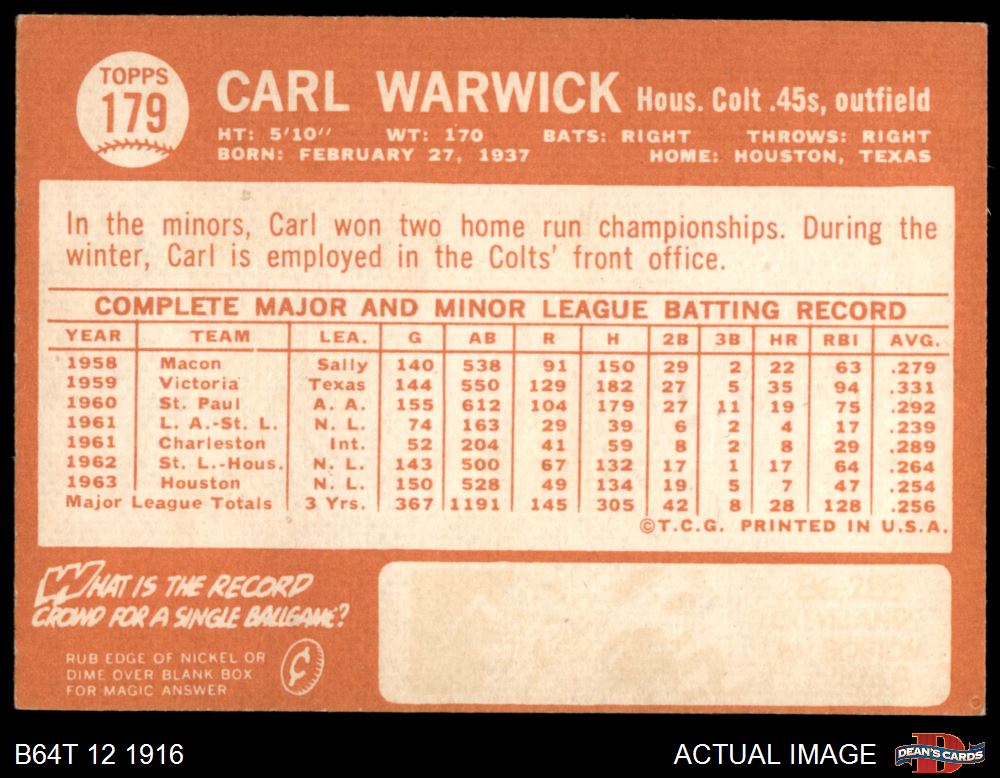 TOPPS
179
CARL WARWICK Hous. Colt .45s, outfield
HT: 5'10" WT: 170 BATS: RIGHT THROWS: RIGHT
BORN: FEBRUARY 27, 1937 HOME: HOUSTON, TEXAS
In the minors, Carl won two home run championships. During the
winter, Carl is employed in the Colts' front office.
COMPLETE MAJOR AND MINOR LEAGUE BATTING RECORD
YEAR TEAM LEA. G AB R H 2B 3B HR RBI AVG.
1958 Macon Sally 140 538 91 150 29 2 22 63 .279
1959 Victoria Texas 144 550 129 182 27 5 35 94 .331
1960 St. Paul A. A. 155 612 104 179 27 11 19 75 .292
1961 L. A.-St. L. N. L. 74 163 29 39 6 2 4 17 .239
1961 Charleston Int. 52 204 41 59 8 2 8 29 .289
1962 St. L.-Hous. N. L. 143 500 67 132 17 1 17 64 .264
1963 Houston N. L. 150 528 49 134 19 5 7 47 .254
Major League Totals 3 Yrs. 367 1191 145 305 42 8 28 128 .256
©T.C.G. PRINTED IN U.S.A.
WHAT IS THE RECORD
CROWD FOR A SINGLE BALLGAME?
RUB EDGE OF NICKEL OR
DIME OVER BLANK BOX
FOR MAGIC ANSWER
B64T 12 1916 ACTUAL IMAGE DEAN'S CARDS